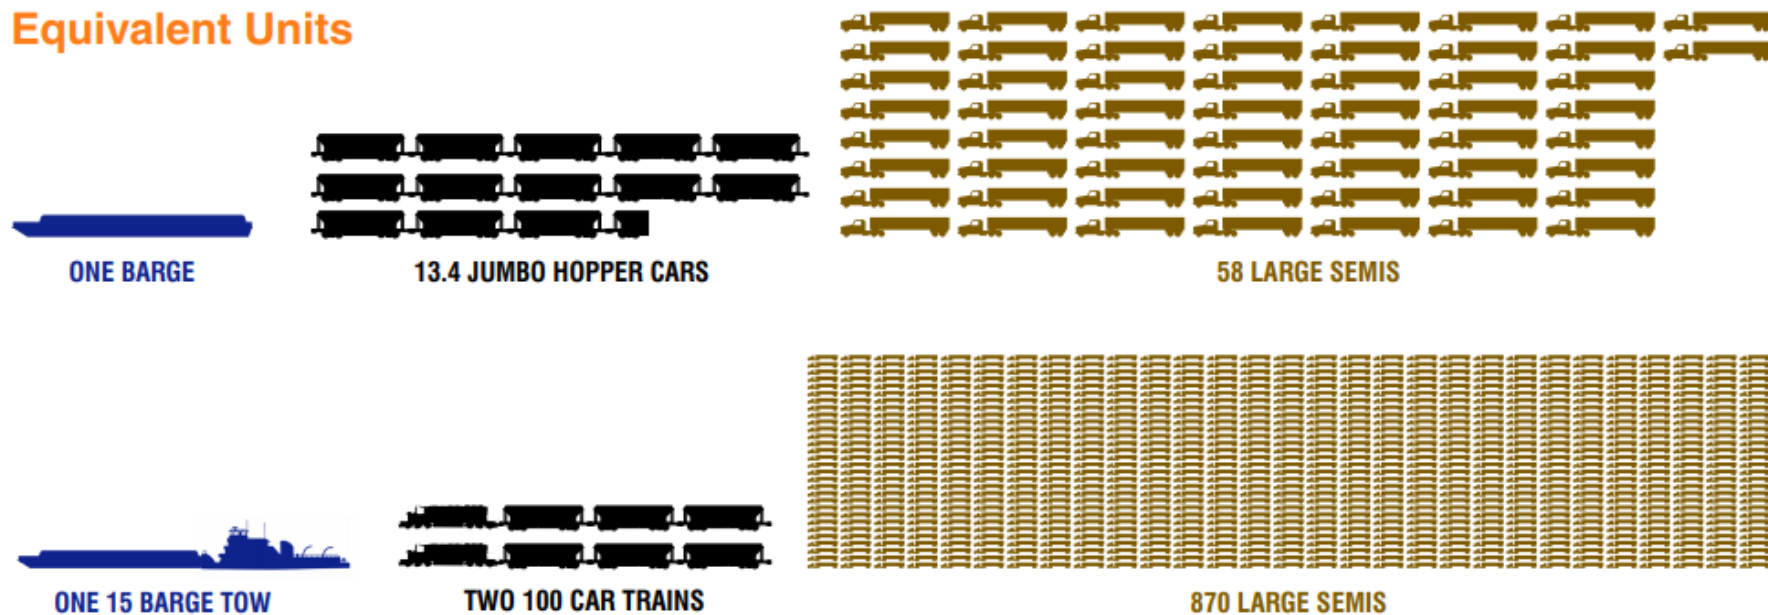 Equivalent Units
ONE BARGE
13.4 JUMBO HOPPER CARS
58 LARGE SEMIS
ONE 15 BARGE TOW
TWO 100 CAR TRAINS
870 LARGE SEMIS